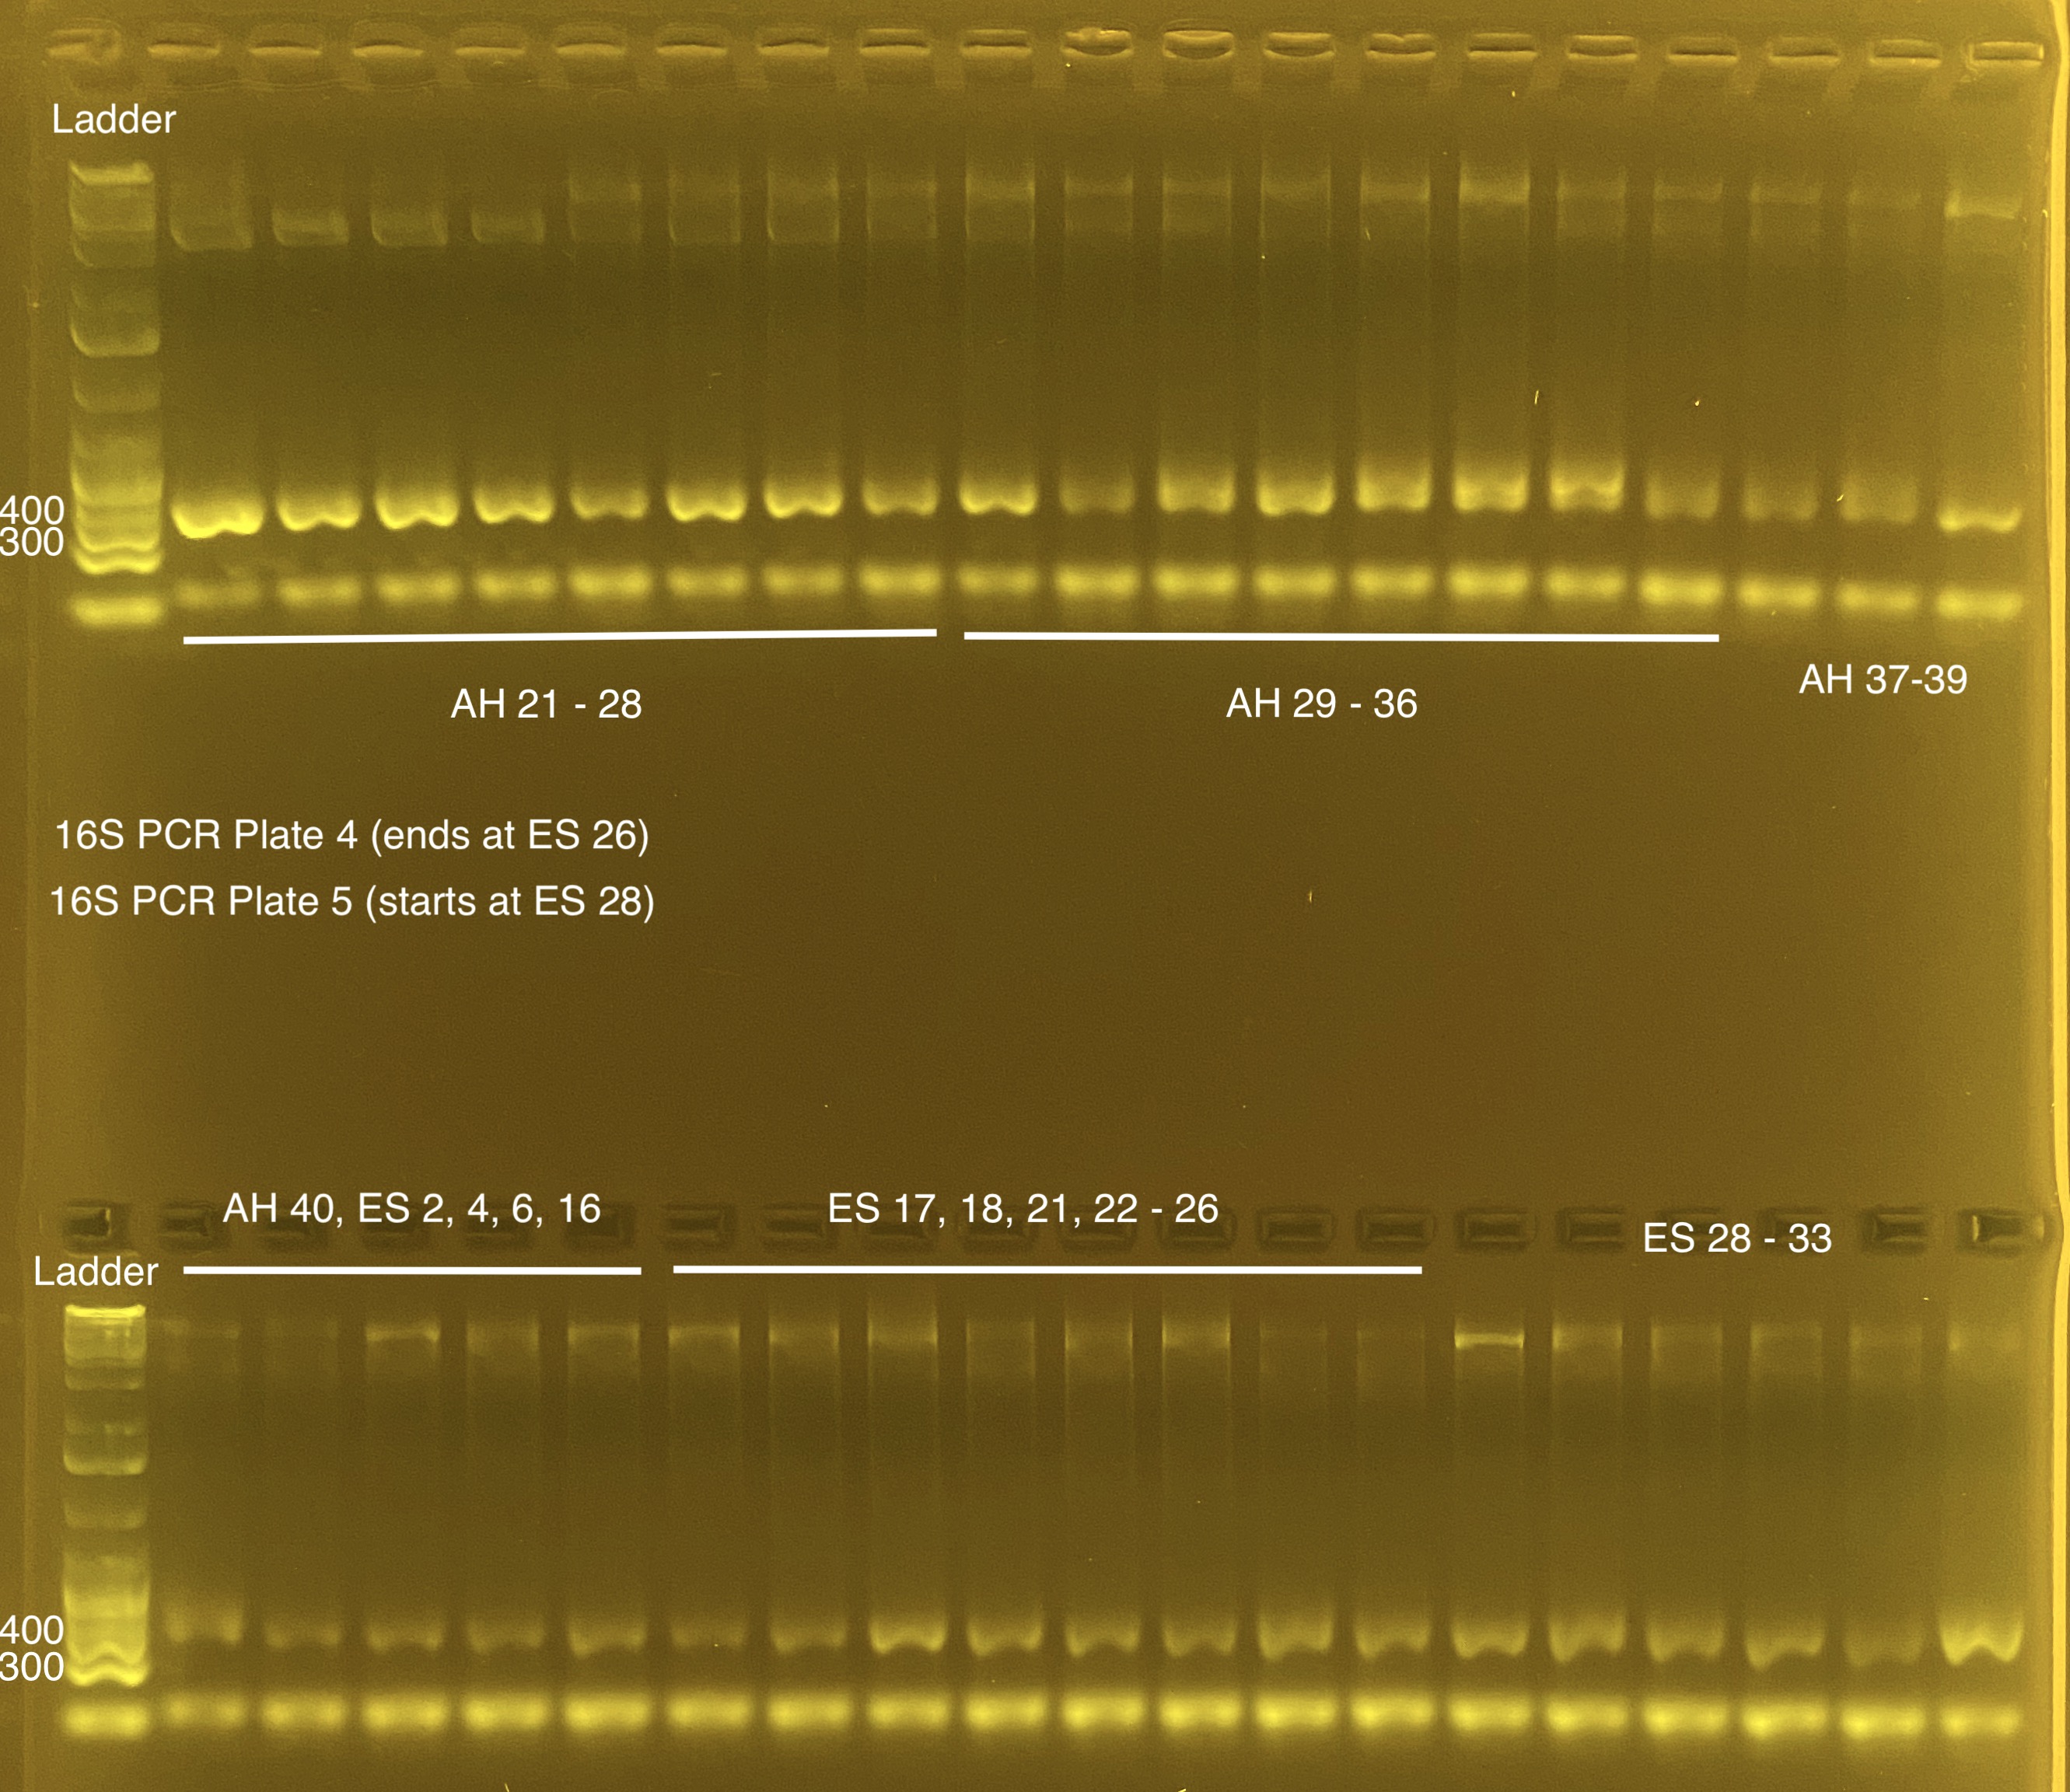 Ladder
400
300
AH 21 - 28
AH 29 - 36
AH 37-39
16S PCR Plate 4 (ends at ES 26)
16S PCR Plate 5 (starts at ES 28)
AH 40, ES 2, 4, 6, 16
ES 17, 18, 21, 22 - 26
ES 28 - 33
Ladder
400
300